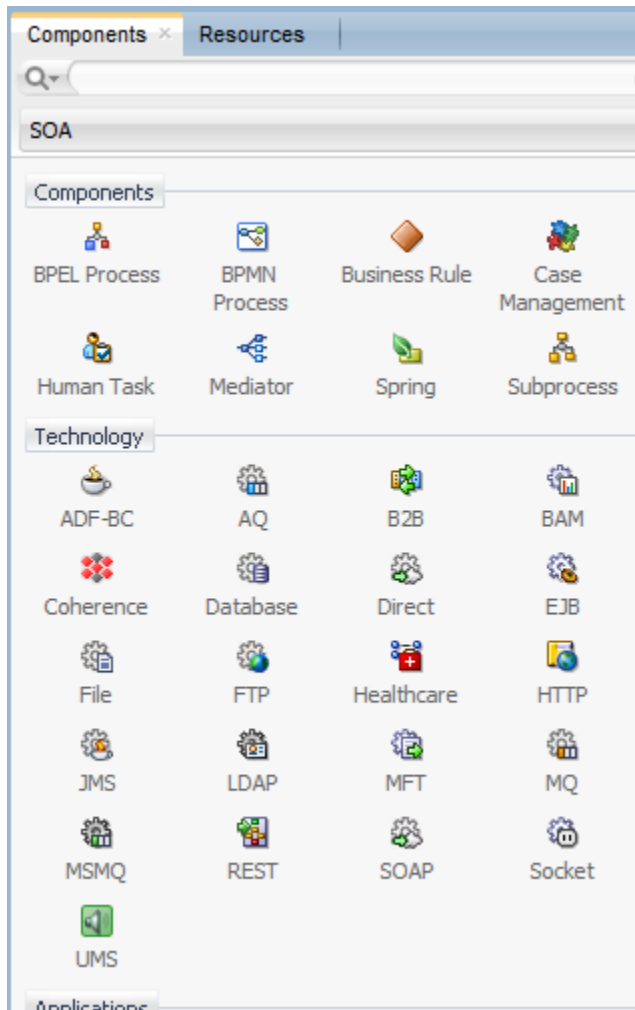 Components Resources
SOA
Components
BPEL Process BPMN Process Business Rule Case Management
Human Task Mediator Spring Subprocess
Technology
ADF-BC AQ B2B BAM
Coherence Database Direct EJB
File FTP Healthcare HTTP
JMS LDAP MFT MQ
MSMQ REST SOAP Socket
UMS
Applications